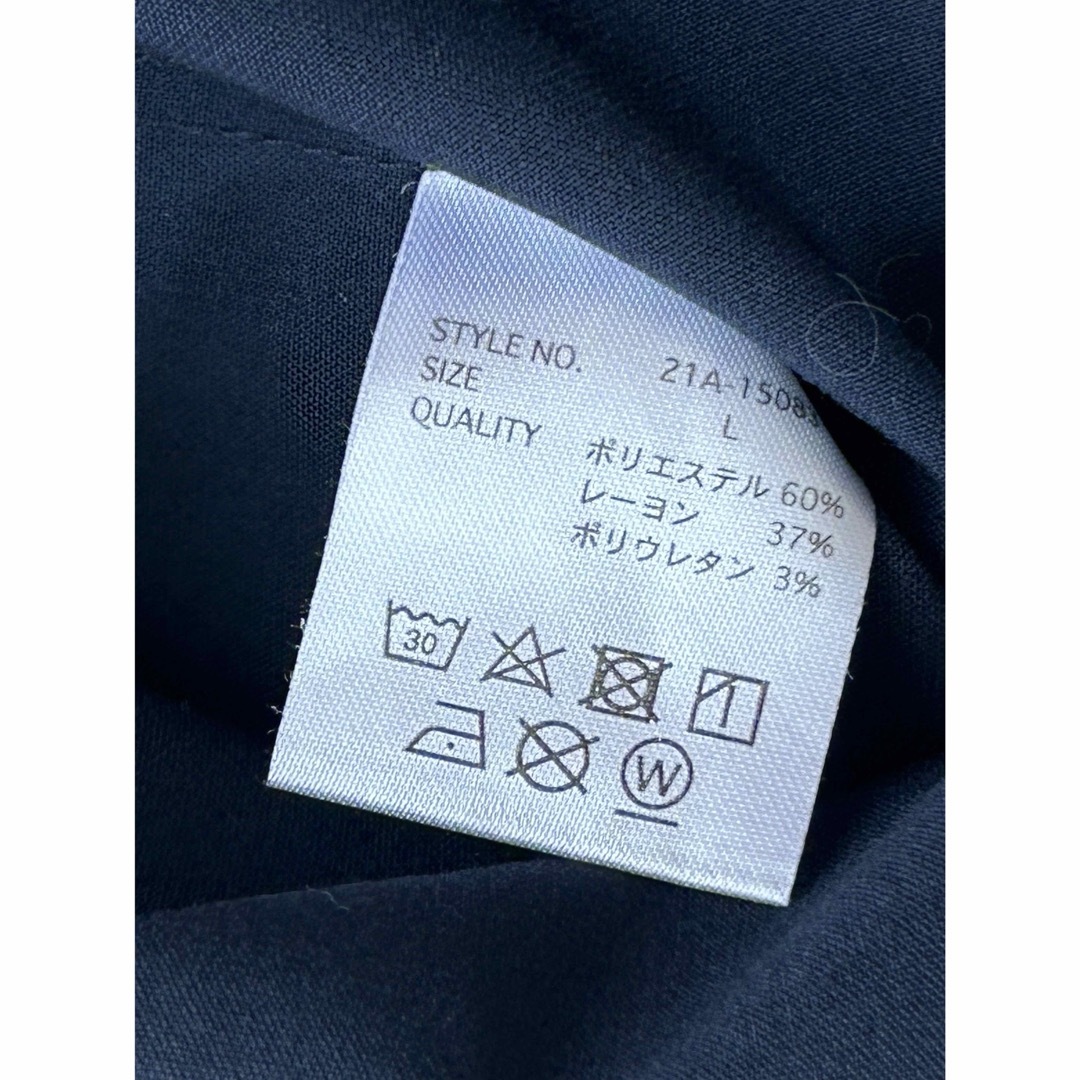 STYLE NO. 21A-1508
SIZE L
QUALITY ポリエステル 60%
レーヨン 37%
ポリウレタン 3%
30
W